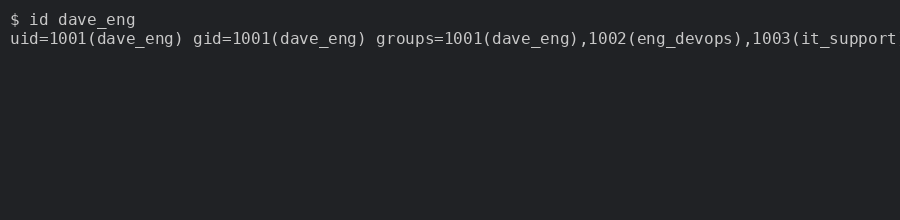 $ id dave_eng
uid=1001(dave_eng) gid=1001(dave_eng) groups=1001(dave_eng),1002(eng_devops),1003(it_support